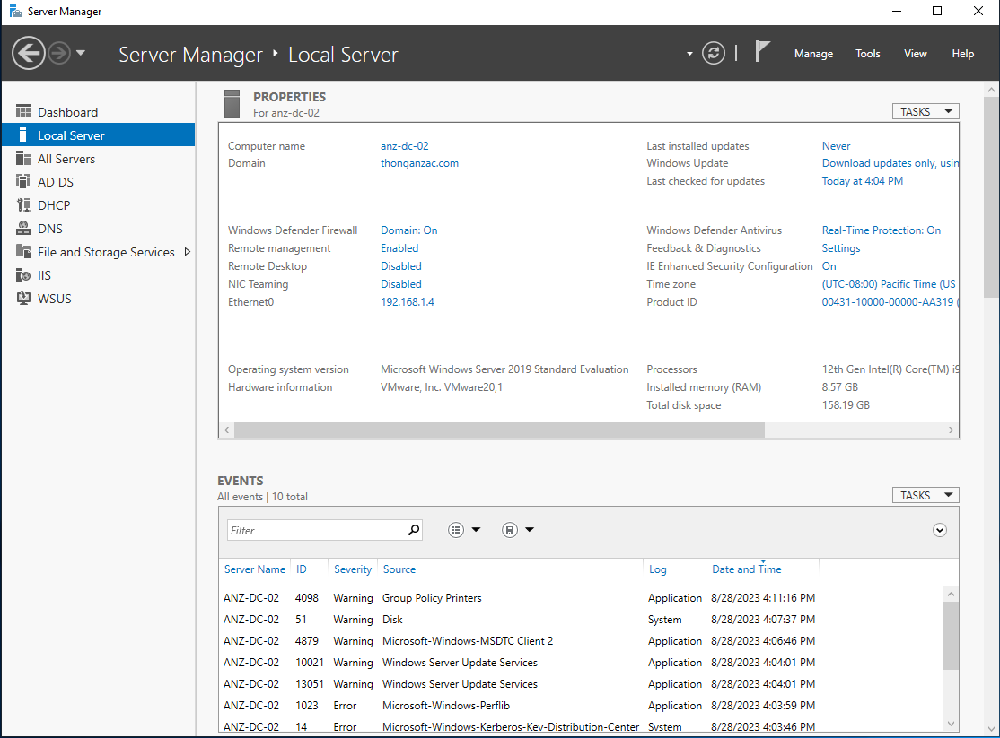 Server Manager
Server Manager ‣ Local Server
Manage Tools View Help
Dashboard
Local Server
All Servers
AD DS
DHCP
DNS
File and Storage Services
IIS
WSUS
PROPERTIES
For anz-dc-02
TASKS
Computer name anz-dc-02 Last installed updates Never
Domain thonganzac.com Windows Update Download updates only, usin
Last checked for updates Today at 4:04 PM
Windows Defender Firewall Domain: On Windows Defender Antivirus Real-Time Protection: On
Remote management Enabled Feedback & Diagnostics Settings
Remote Desktop Disabled IE Enhanced Security Configuration On
NIC Teaming Disabled Time zone (UTC-08:00) Pacific Time (US
Ethernet0 192.168.1.4 Product ID 00431-10000-00000-AA319 (
Operating system version Microsoft Windows Server 2019 Standard Evaluation Processors 12th Gen Intel(R) Core(TM) i9
Hardware information VMware, Inc. VMware20,1 Installed memory (RAM) 8.57 GB
Total disk space 158.19 GB
EVENTS
All events | 10 total
TASKS
Filter
Server Name ID Severity Source Log Date and Time
ANZ-DC-02 4098 Warning Group Policy Printers Application 8/28/2023 4:11:16 PM
ANZ-DC-02 51 Warning Disk System 8/28/2023 4:07:37 PM
ANZ-DC-02 4879 Warning Microsoft-Windows-MSDTC Client 2 Application 8/28/2023 4:06:46 PM
ANZ-DC-02 10021 Warning Windows Server Update Services Application 8/28/2023 4:04:01 PM
ANZ-DC-02 13051 Warning Windows Server Update Services Application 8/28/2023 4:04:01 PM
ANZ-DC-02 1023 Error Microsoft-Windows-Perflib Application 8/28/2023 4:03:59 PM
ANZ-DC-02 14 Error Microsoft-Windows-Kerberos-Key-Distribution-Center System 8/28/2023 4:03:46 PM